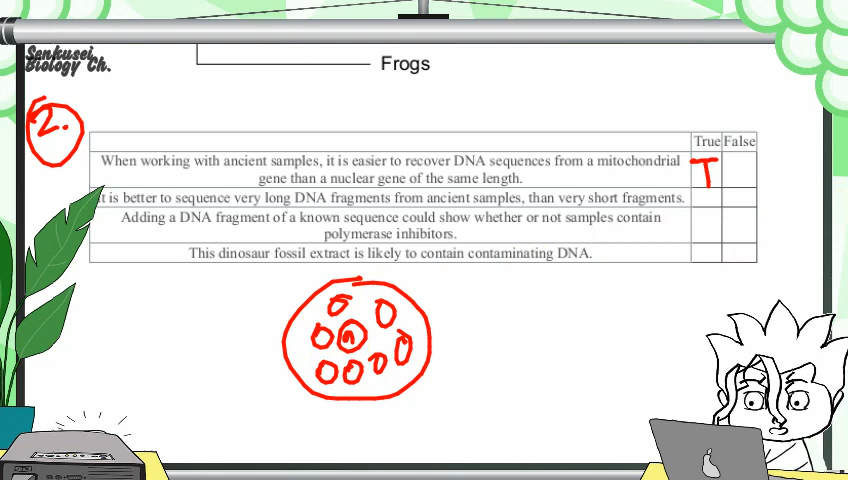 Senkusei
Biology Ch.
Frogs
2.
True False
When working with ancient samples, it is easier to recover DNA sequences from a mitochondrial
gene than a nuclear gene of the same length.
T
t is better to sequence very long DNA fragments from ancient samples, than very short fragments.
Adding a DNA fragment of a known sequence could show whether or not samples contain
polymerase inhibitors.
This dinosaur fossil extract is likely to contain contaminating DNA.
n